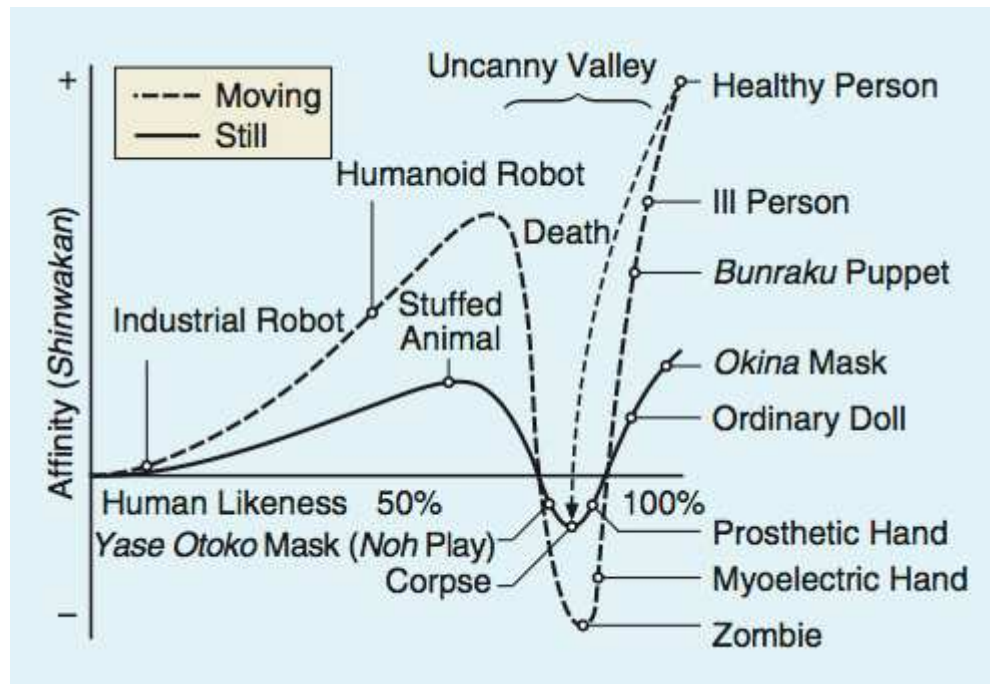 Uncanny Valley
+
Moving
Still
Healthy Person
Humanoid Robot
Ill Person
Death
Bunraku Puppet
Industrial Robot
Stuffed
Animal
Okina Mask
Ordinary Doll
Affinity (Shinwakan)
Human Likeness 50% 100%
Yase Otoko Mask (Noh Play)
Prosthetic Hand
Corpse
Myoelectric Hand
–
Zombie